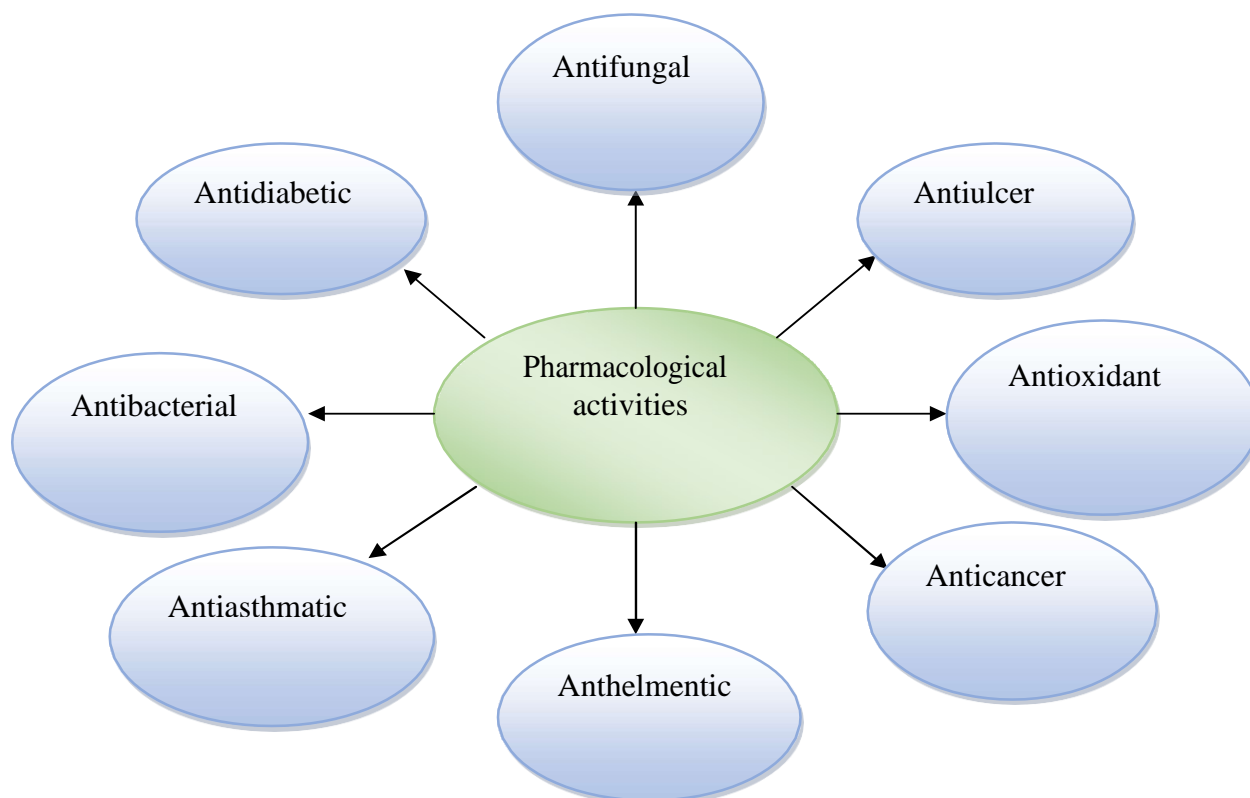 Antifungal
Antidiabetic
Antiulcer
Pharmacological
activities
Antioxidant
Antibacterial
Anticancer
Antiasthmatic
Anthelmentic